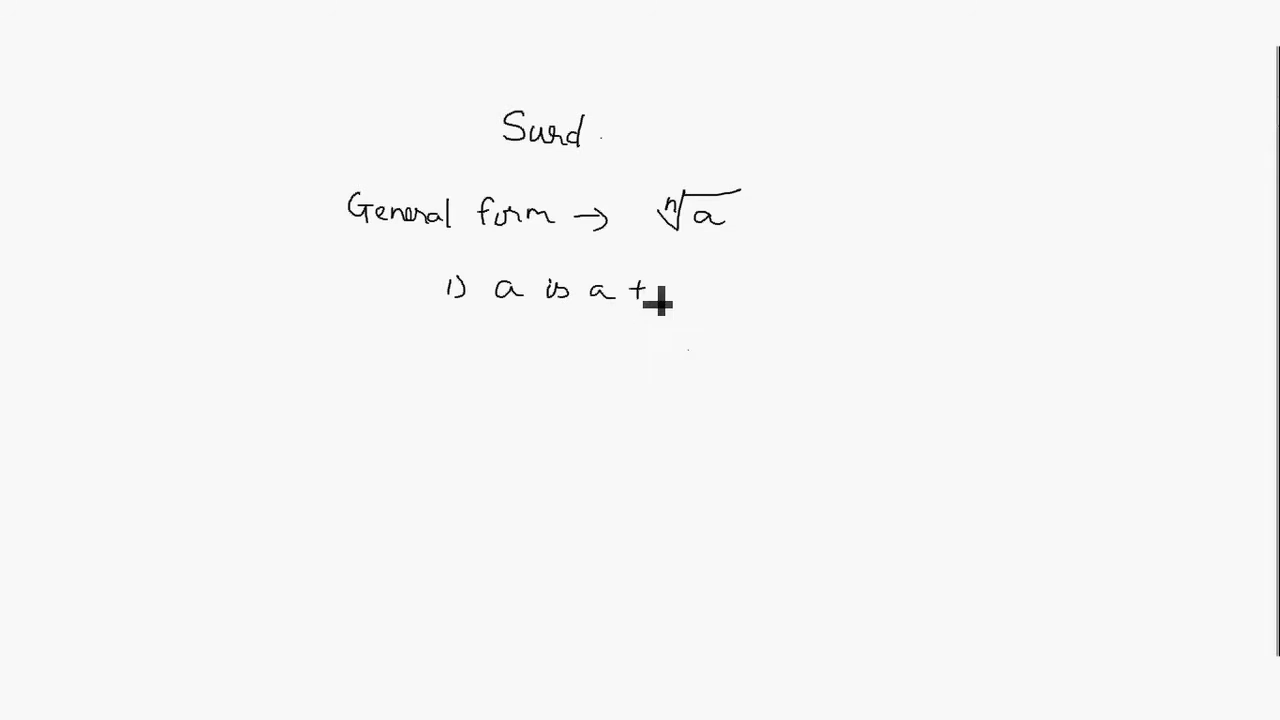 Surd.
General form → ⁿ√a
1) a is a +